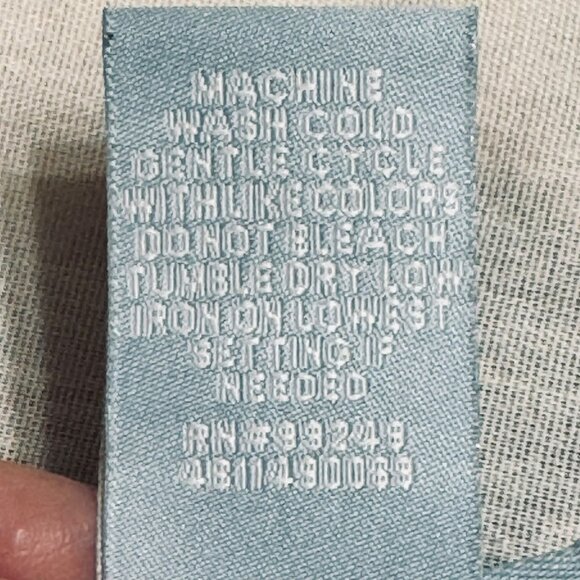 MACHINE
WASH COLD
GENTLE CYCLE
WITH LIKE COLORS
DO NOT BLEACH
TUMBLE DRY LOW
IRON ON LOWEST
SETTING IF
NEEDED
RN#99249